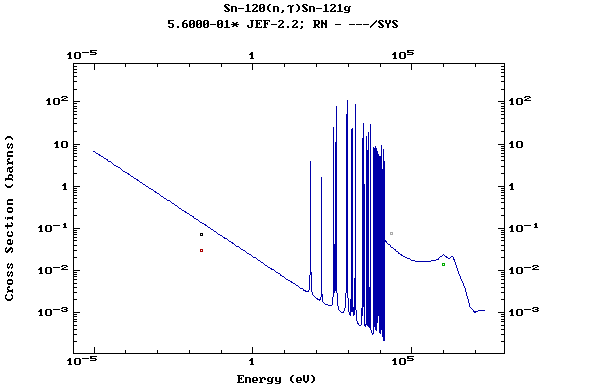 Sn-120(n,γ)Sn-121g
5.6000-01* JEF-2.2; RN - ---/SYS
10-5 1 105
10² 10²
10 10
1 1
10-1 10-1
10-2 10-2
10-3 10-3
Cross Section (barns)
10-5 1 105
Energy (eV)